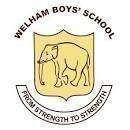 WELHAM BOYS' SCHOOL
FROM STRENGTH TO STRENGTH